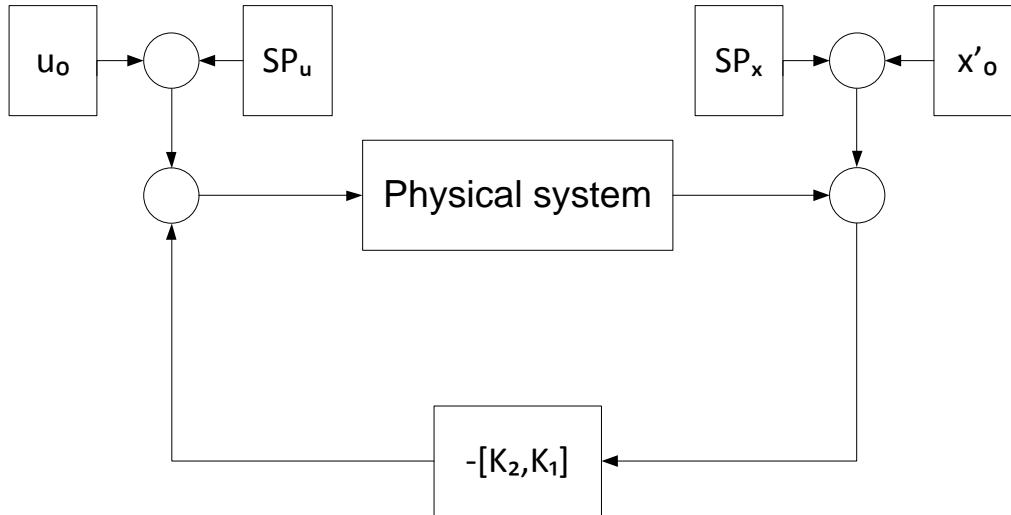 u₀
SPᵤ
SPₓ
x’₀
Physical system
-[K₂,K₁]